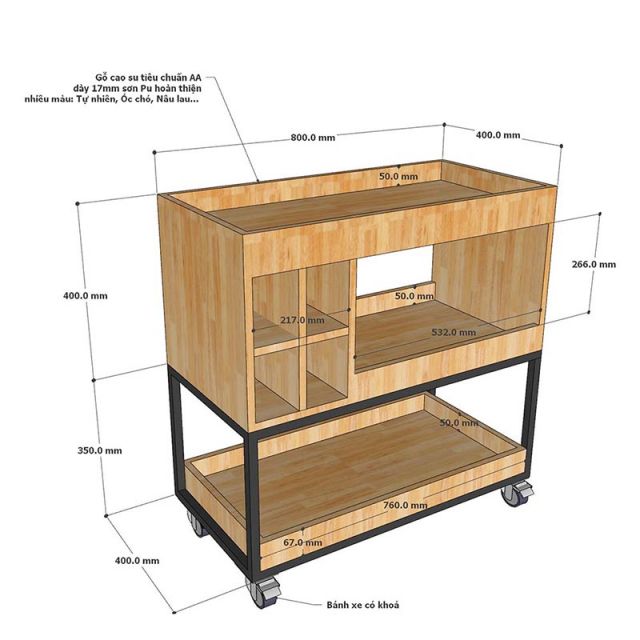 Gỗ cao su tiêu chuẩn AA
dày 17mm sơn Pu hoàn thiện
nhiều màu: Tự nhiên, Óc chó, Nâu lau...
800.0 mm
400.0 mm
50.0 mm
266.0 mm
400.0 mm
50.0 mm
217.0 mm
532.0 mm
350.0 mm
50.0 mm
760.0 mm
67.0 mm
400.0 mm
Bánh xe có khoá